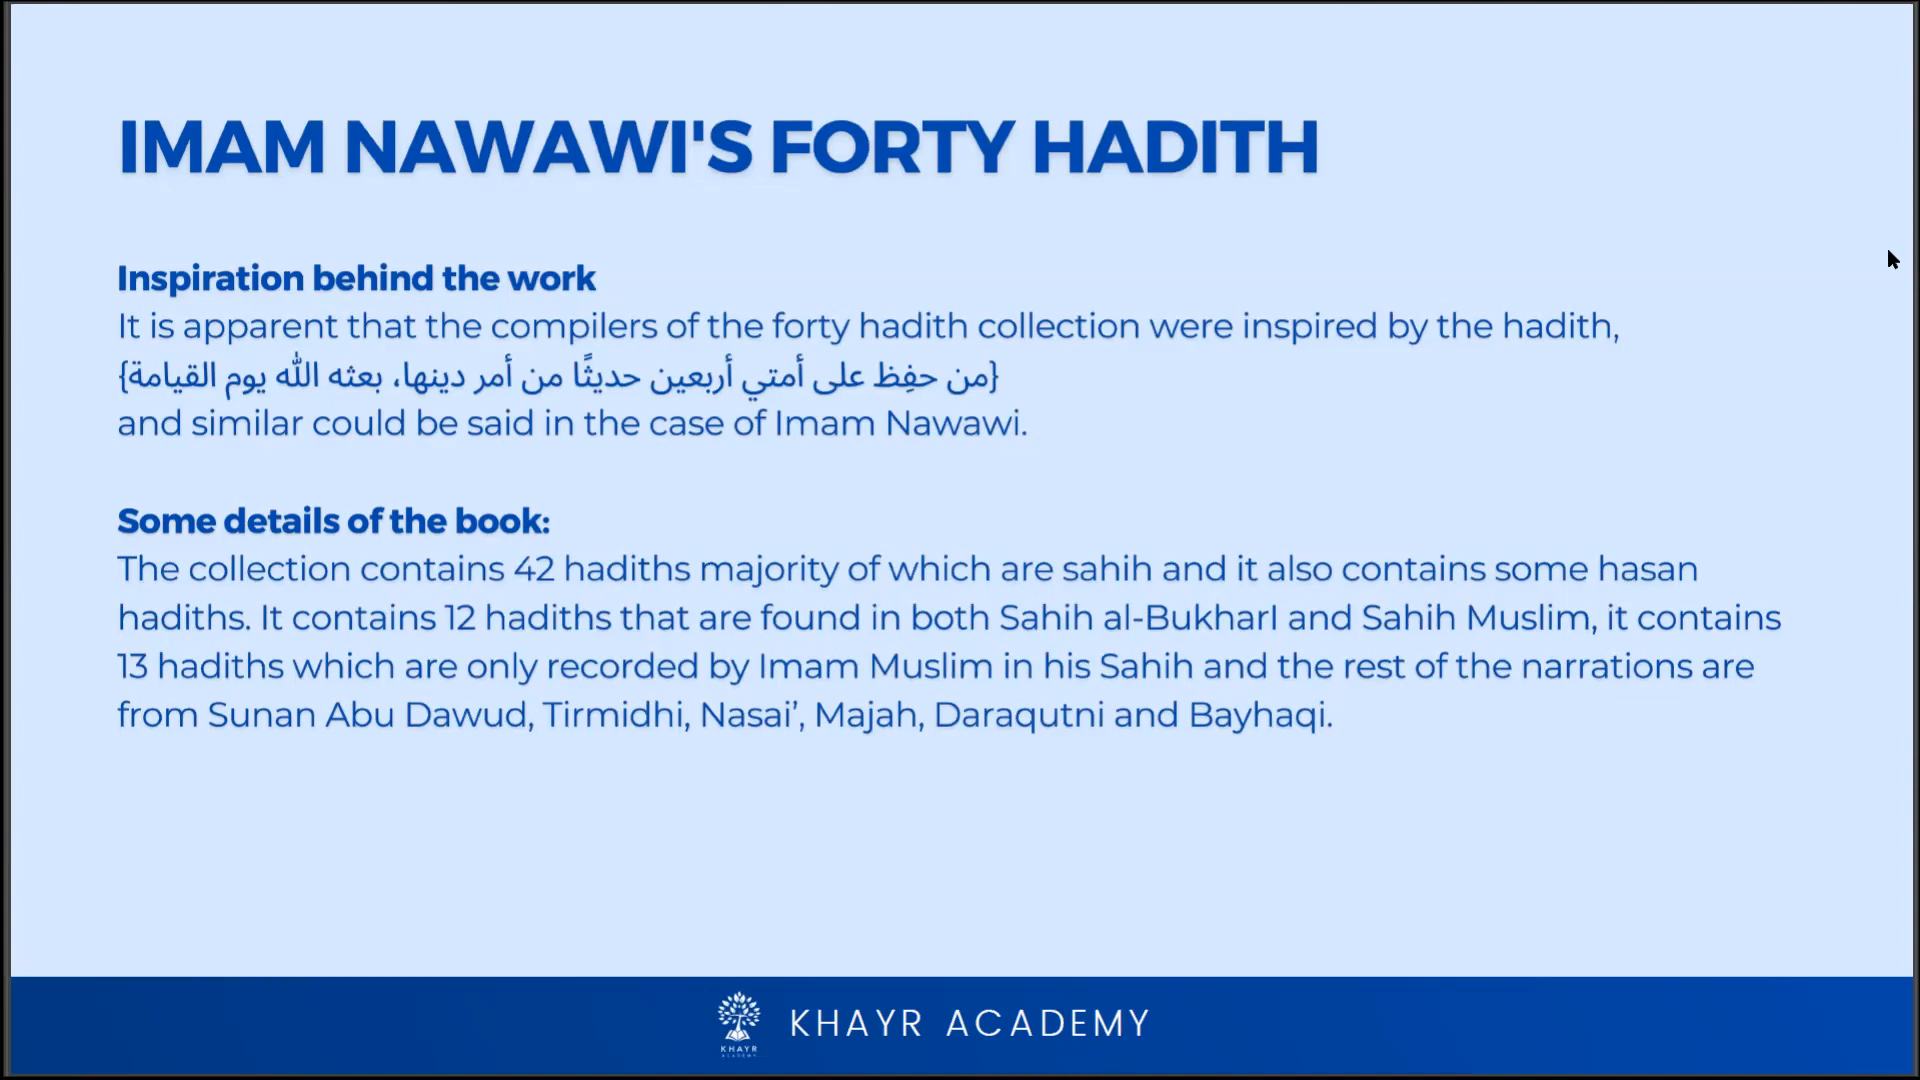 IMAM NAWAWI'S FORTY HADITH
Inspiration behind the work
It is apparent that the compilers of the forty hadith collection were inspired by the hadith,
{من حفِظ على أمتي أربعين حديثًا من أمر دينها، بعثه الله يوم القيامة}
and similar could be said in the case of Imam Nawawi.
Some details of the book:
The collection contains 42 hadiths majority of which are sahih and it also contains some hasan
hadiths. It contains 12 hadiths that are found in both Sahih al-BukharI and Sahih Muslim, it contains
13 hadiths which are only recorded by Imam Muslim in his Sahih and the rest of the narrations are
from Sunan Abu Dawud, Tirmidhi, Nasai’, Majah, Daraqutni and Bayhaqi.
KHAYR ACADEMY
KHAYR
ACADEMY